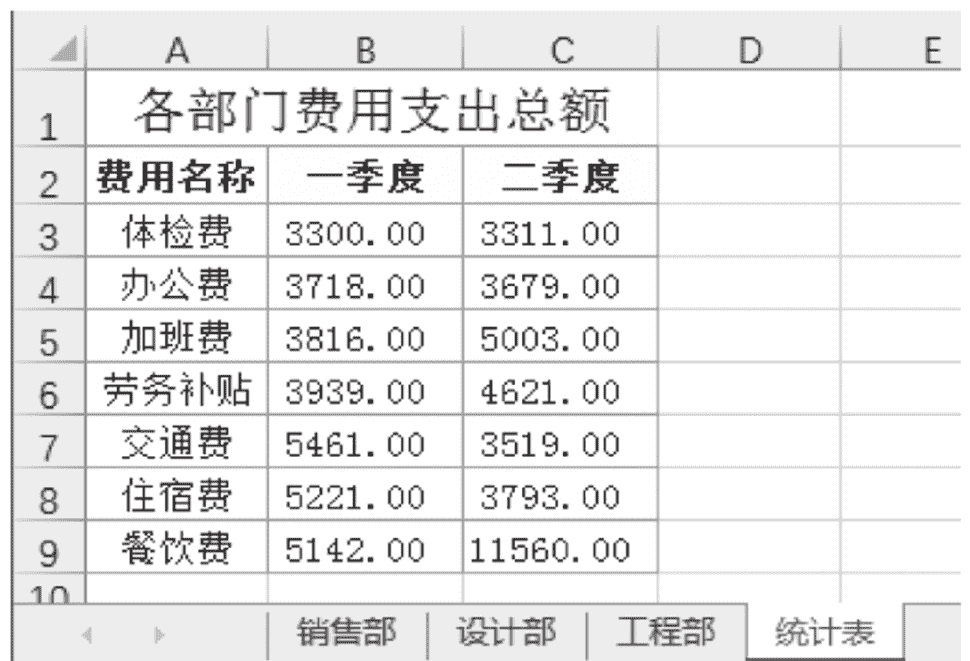 A B C D E
1 各部门费用支出总额
2 费用名称 一季度 二季度
3 体检费 3300.00 3311.00
4 办公费 3718.00 3679.00
5 加班费 3816.00 5003.00
6 劳务补贴 3939.00 4621.00
7 交通费 5461.00 3519.00
8 住宿费 5221.00 3793.00
9 餐饮费 5142.00 11560.00
10
销售部 设计部 工程部 统计表